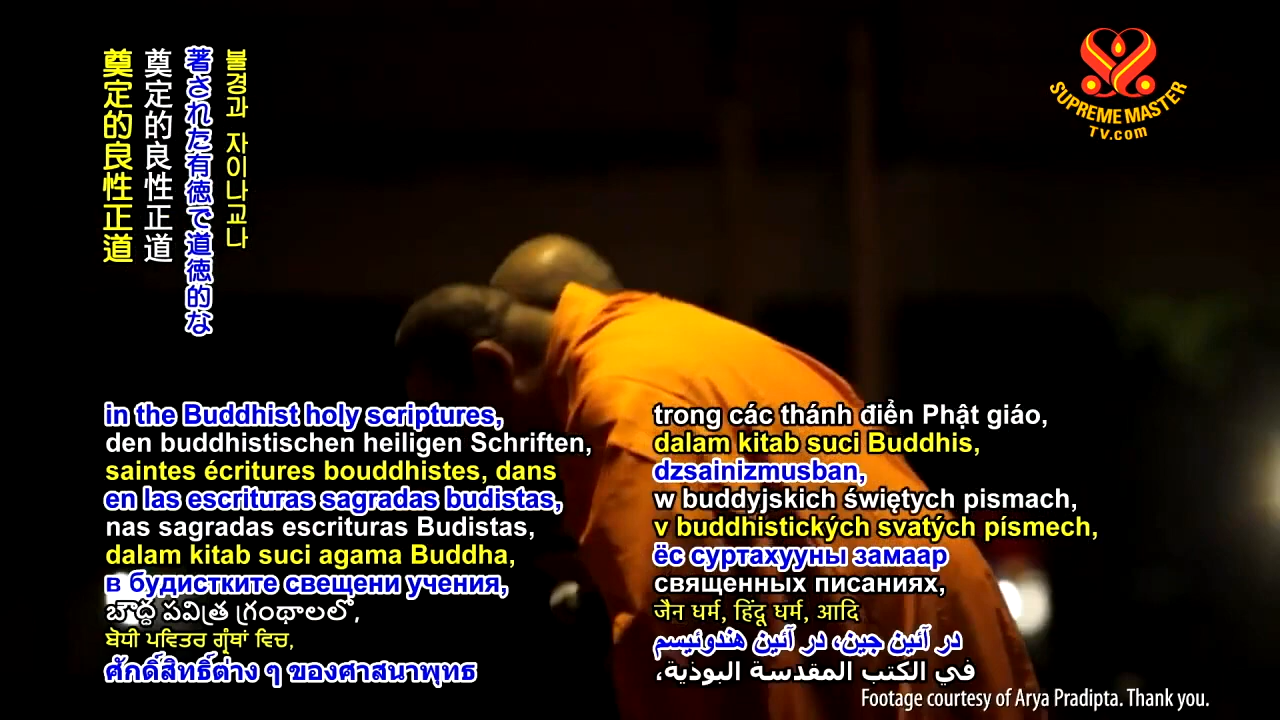 불경과 자이나교나
著された有徳で道徳的な
奠定的良性正道
奠定的良性正道
SUPREME MASTER
TV.com
in the Buddhist holy scriptures,
den buddhistischen heiligen Schriften,
saintes écritures bouddhistes, dans
en las escrituras sagradas budistas,
nas sagradas escrituras Budistas,
dalam kitab suci agama Buddha,
в будистките свещени учения,
బౌద్ధ పవిత్ర గ్రంథాలలో,
ਬੋਧੀ ਪਵਿਤਰ ਗ੍ਰੰਥਾਂ ਵਿਚ,
ศักดิ์สิทธิ์ต่าง ๆ ของศาสนาพุทธ
trong các thánh điển Phật giáo,
dalam kitab suci Buddhis,
dzsainizmusban,
w buddyjskich świętych pismach,
v buddhistických svatých písmech,
ёс суртахууны замаар
священных писаниях,
जैन धर्म, हिंदू धर्म, आदि
در آئین جین، در آئین هندوئیسم
في الكتب المقدسة البوذية،
Footage courtesy of Arya Pradipta. Thank you.